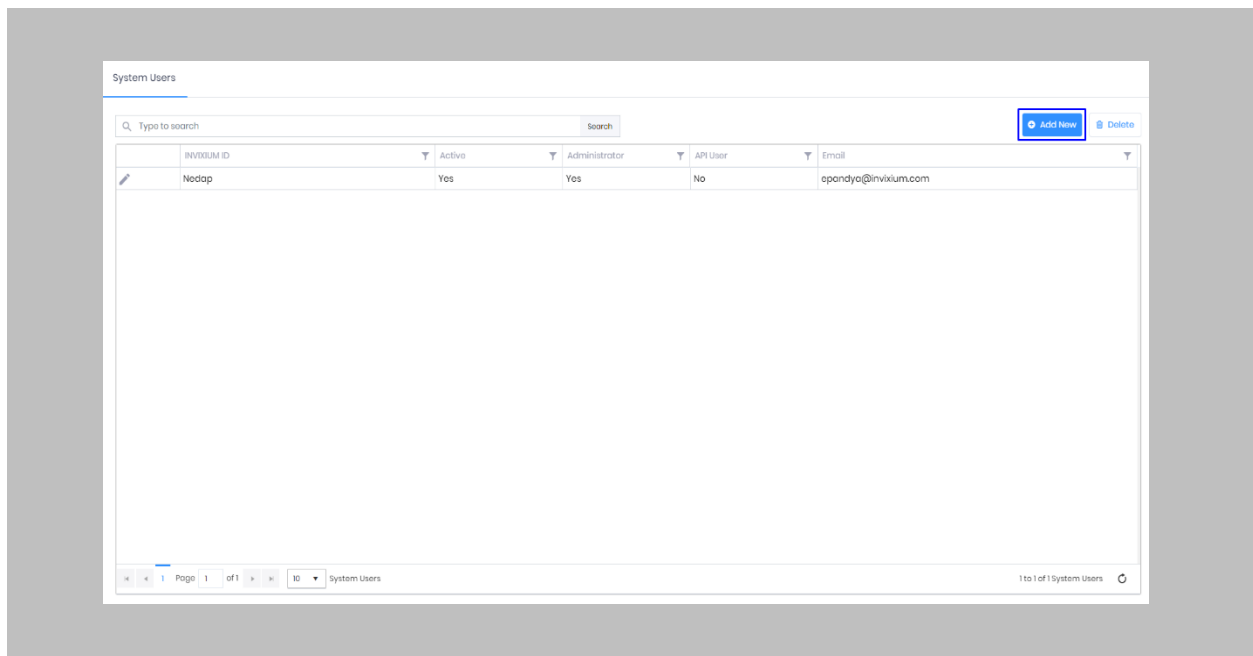 System Users
Type to search Search Add New Delete
INVIXIUM ID Active Administrator API User Email
Nedap Yes Yes No epandya@invixium.com
1 Page 1 of 1 10 System Users 1 to 1 of 1 System Users